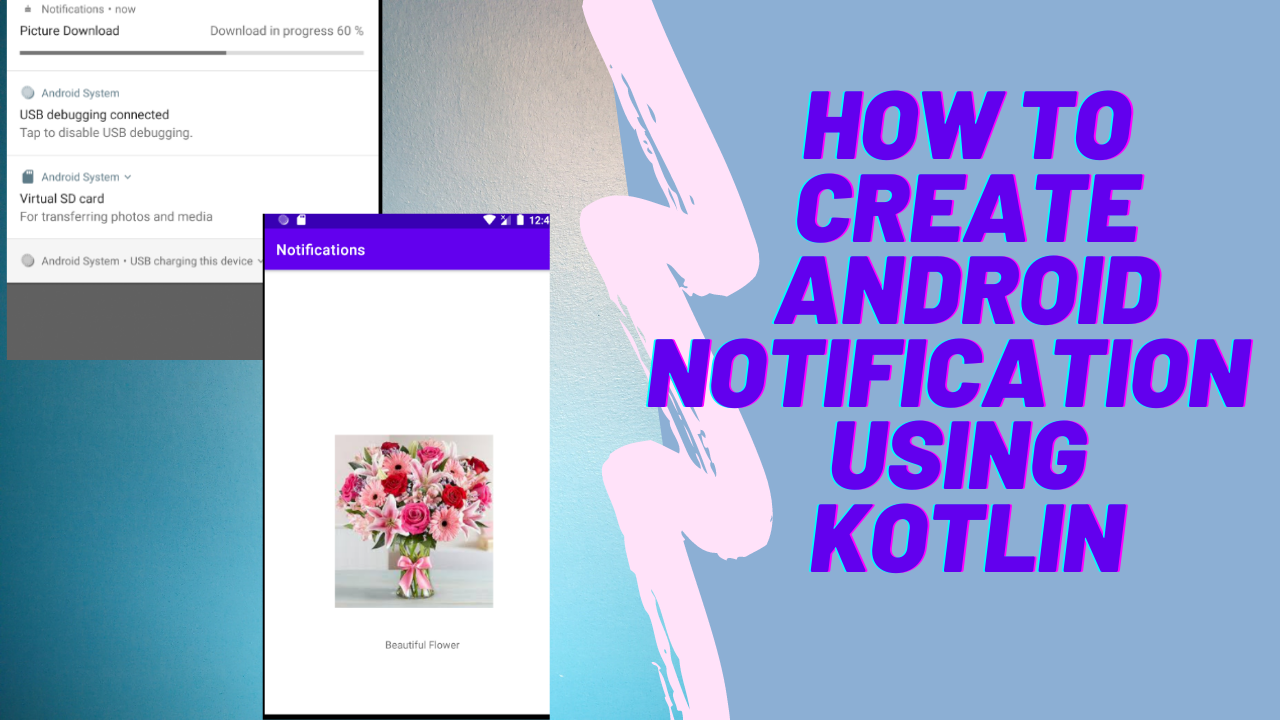 Notifications • now
Picture Download Download in progress 60 %
Android System
USB debugging connected
Tap to disable USB debugging.
Android System
Virtual SD card
For transferring photos and media
Android System • USB charging this device
12:4
Notifications
Beautiful Flower
HOW TO
CREATE
ANDROID
NOTIFICATION
USING
KOTLIN